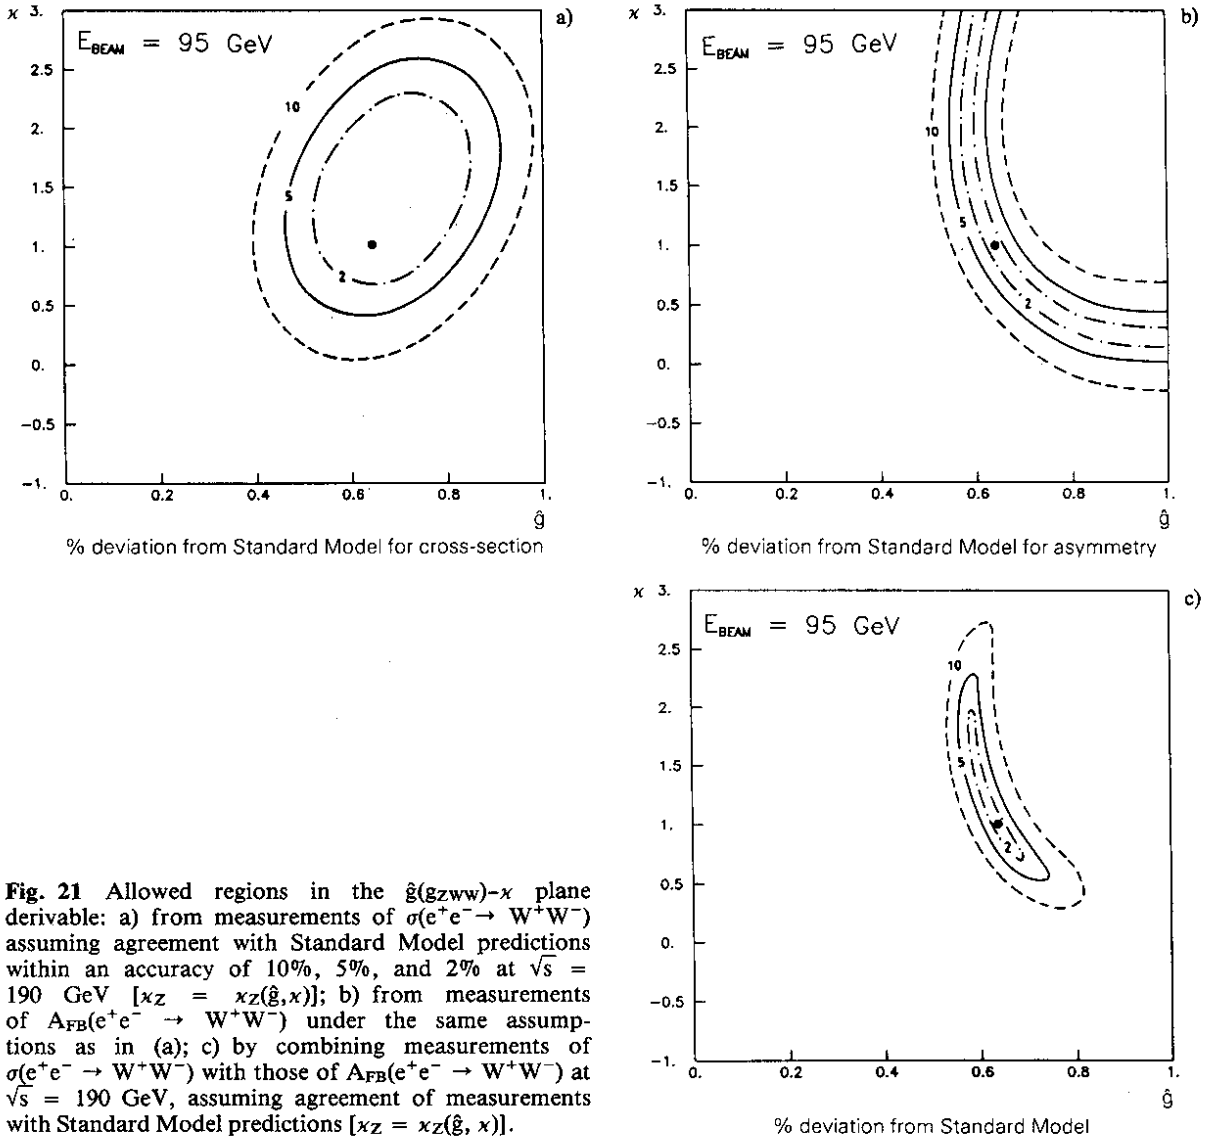 ϰ 3.
a)
E_BEAM = 95 GeV
2.5
10
2.
1.5
5
1.
2
0.5
0.
−0.5
−1.
0. 0.2 0.4 0.6 0.8 1.
ĝ
% deviation from Standard Model for cross-section
ϰ 3.
b)
E_BEAM = 95 GeV
2.5
2.
10
1.5
5
1.
0.5
2
0.
−0.5
−1.
0. 0.2 0.4 0.6 0.8 1.
ĝ
% deviation from Standard Model for asymmetry
ϰ 3.
c)
E_BEAM = 95 GeV
2.5
10
2.
1.5
5
1.
2
0.5
0.
−0.5
−1.
0. 0.2 0.4 0.6 0.8 1.
ĝ
% deviation from Standard Model
Fig. 21 Allowed regions in the ĝ(gZWW)–ϰ plane
derivable: a) from measurements of σ(e⁺e⁻→ W⁺W⁻)
assuming agreement with Standard Model predictions
within an accuracy of 10%, 5%, and 2% at √s =
190 GeV [ϰZ = ϰZ(ĝ,ϰ)]; b) from measurements
of AFB(e⁺e⁻ → W⁺W⁻) under the same assump-
tions as in (a); c) by combining measurements of
σ(e⁺e⁻ → W⁺W⁻) with those of AFB(e⁺e⁻ → W⁺W⁻) at
√s = 190 GeV, assuming agreement of measurements
with Standard Model predictions [ϰZ = ϰZ(ĝ, ϰ)].